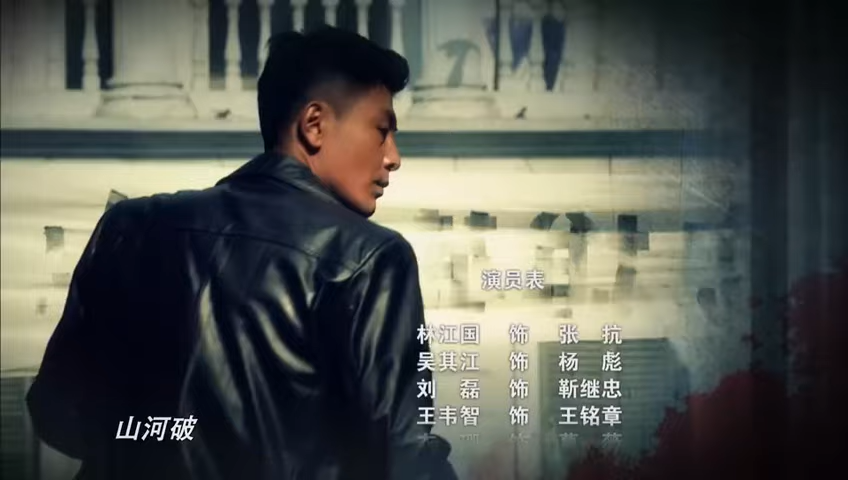 演员表
林江国 饰 张 抗
吴其江 饰 杨 彪
刘 磊 饰 靳继忠
王韦智 饰 王铭章
山河破